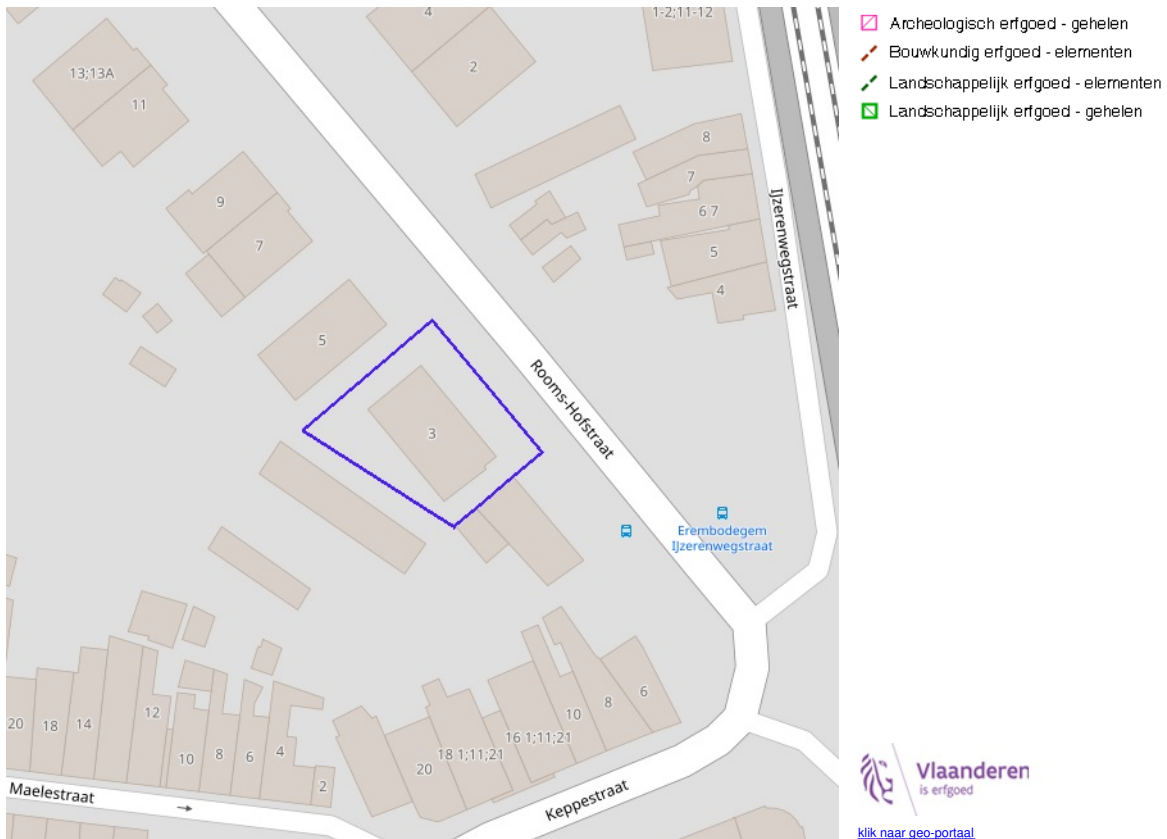 Archeologisch erfgoed - gehelen
Bouwkundig erfgoed - elementen
Landschappelijk erfgoed - elementen
Landschappelijk erfgoed - gehelen
4
1-2;11-12
2
13;13A
11
8
7
6 7
5
4
IJzerenwegstraat
9
7
5
3
Rooms-Hofstraat
Erembodegem
IJzerenwegstraat
20
18
14
12
10
8
6
4
2
20
18 1;11;21
16 1;11;21
10
8
6
Maelestraat
Keppestraat
Vlaanderen
is erfgoed
klik naar geo-portaal